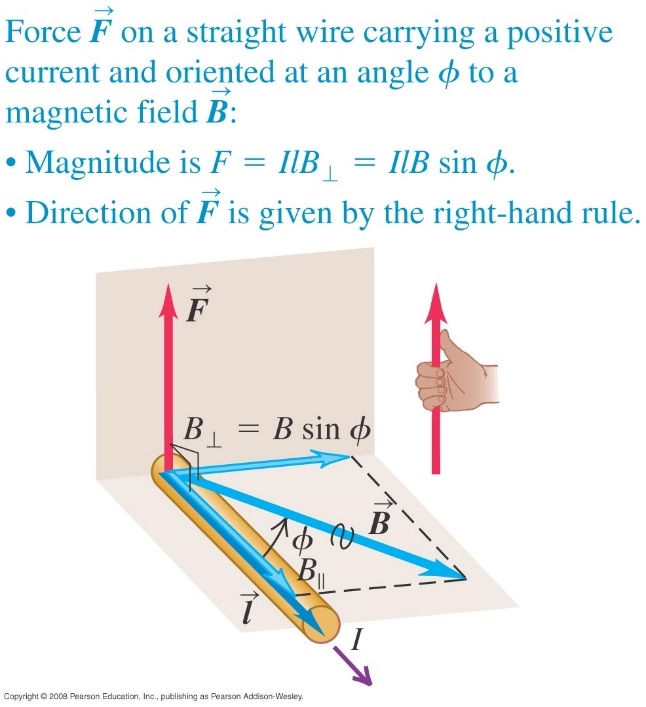 Force F⃗ on a straight wire carrying a positive
current and oriented at an angle ϕ to a
magnetic field B⃗:
• Magnitude is F = IlB⊥ = IlB sin ϕ.
• Direction of F⃗ is given by the right-hand rule.
F⃗
B⊥ = B sin ϕ
B⃗
ϕ
B∥
l⃗
I
Copyright © 2008 Pearson Education, Inc., publishing as Pearson Addison-Wesley.